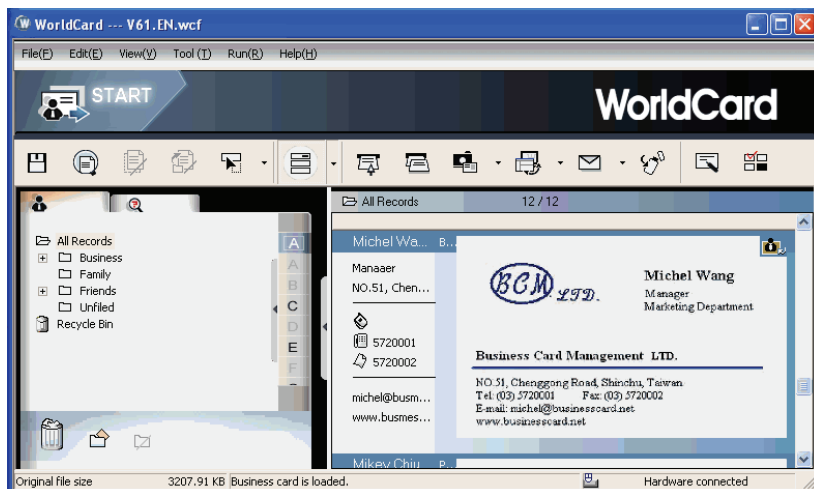 WorldCard --- V61.EN.wcf
File(F) Edit(E) View(V) Tool (T) Run(R) Help(H)
START
WorldCard
All Records 12 / 12
All Records
Business
Family
Friends
Unfiled
Recycle Bin
A
A
B
C
D
E
F
Michel Wa... B...
Manaaer
NO.51, Chen...
5720001
5720002
michel@busm...
www.busmes...
BCM LTD.
Michel Wang
Manager
Marketing Department
Business Card Management LTD.
NO.51, Chenggong Road, Shinchu, Taiwan
Tel: (03) 5720001 Fax: (03) 5720002
E-mail: michel@businesscard.net
www.businesscard.net
Mikey Chiu P...
Original file size 3207.91 KB Business card is loaded. Hardware connected